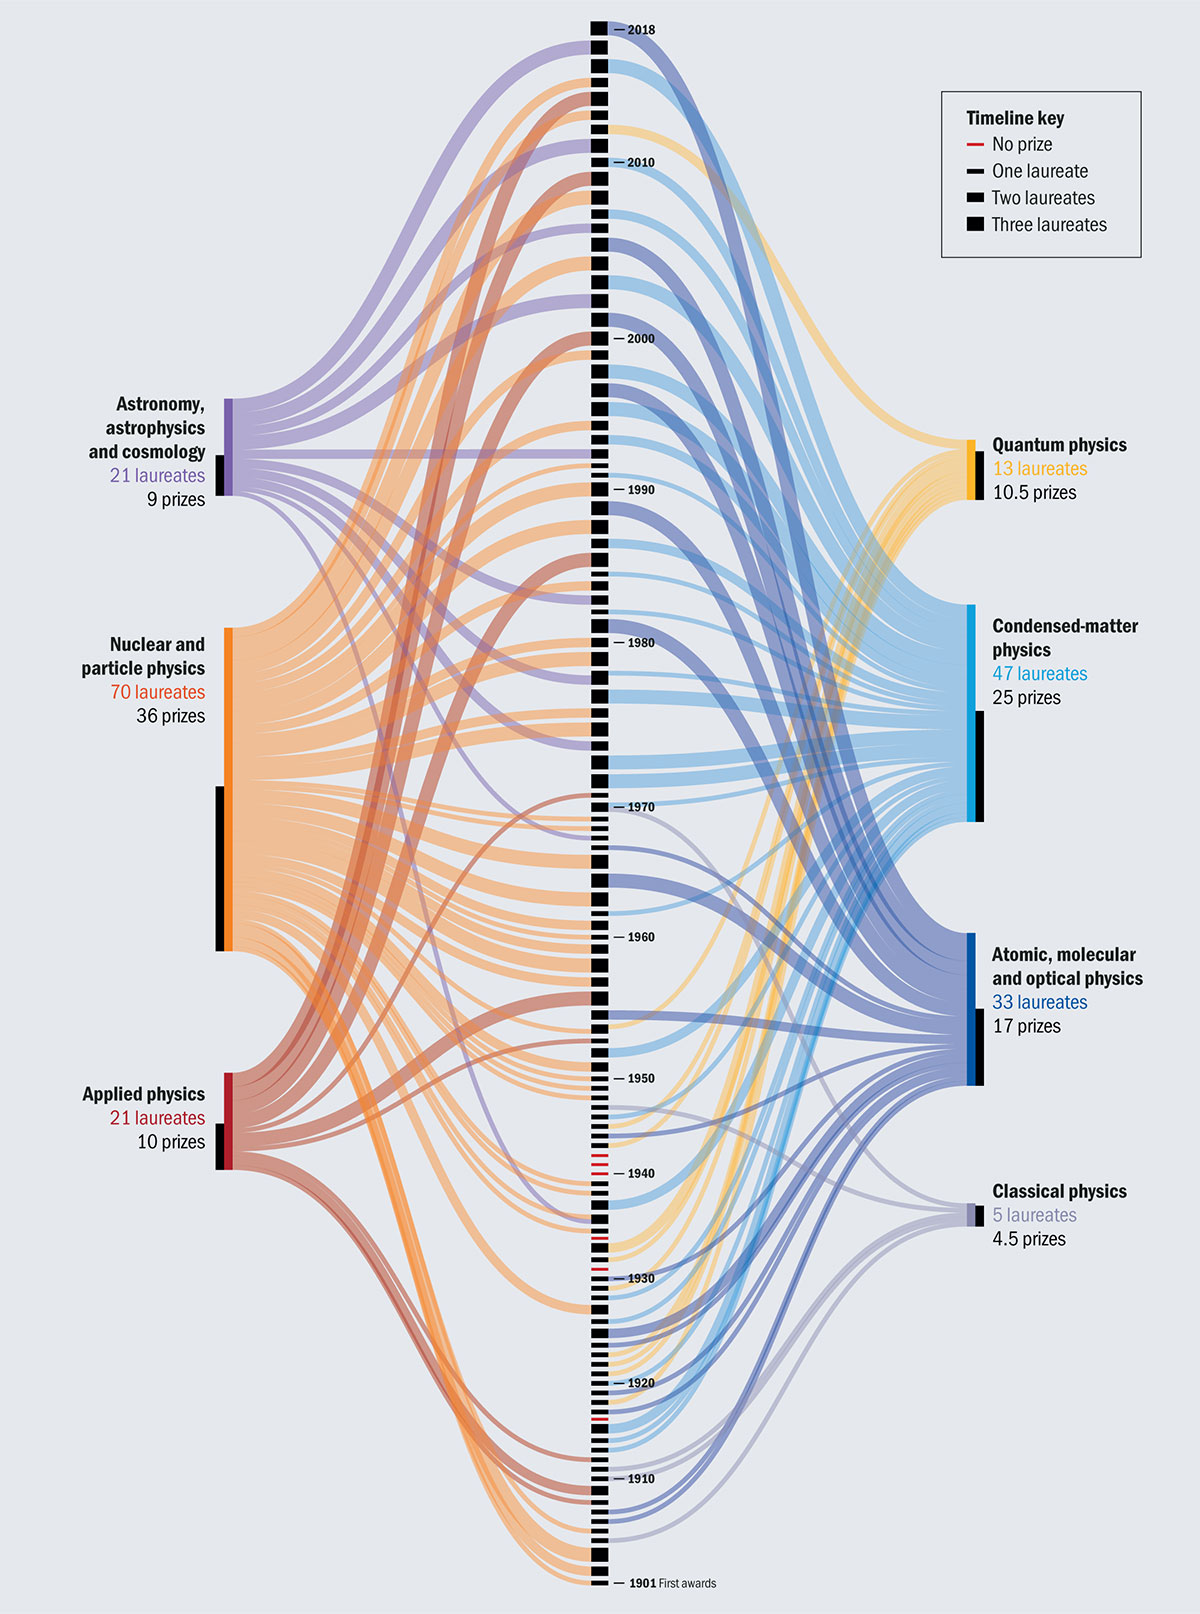 2018
2010
2000
1990
1980
1970
1960
1950
1940
1930
1920
1910
1901 First awards
Timeline key
No prize
One laureate
Two laureates
Three laureates
Astronomy,
astrophysics
and cosmology
21 laureates
9 prizes
Nuclear and
particle physics
70 laureates
36 prizes
Applied physics
21 laureates
10 prizes
Quantum physics
13 laureates
10.5 prizes
Condensed-matter
physics
47 laureates
25 prizes
Atomic, molecular
and optical physics
33 laureates
17 prizes
Classical physics
5 laureates
4.5 prizes